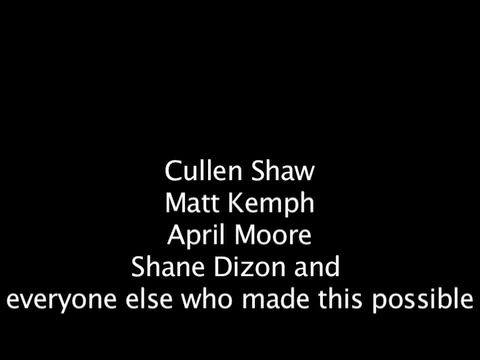 Cullen Shaw
Matt Kemph
April Moore
Shane Dizon and
everyone else who made this possible